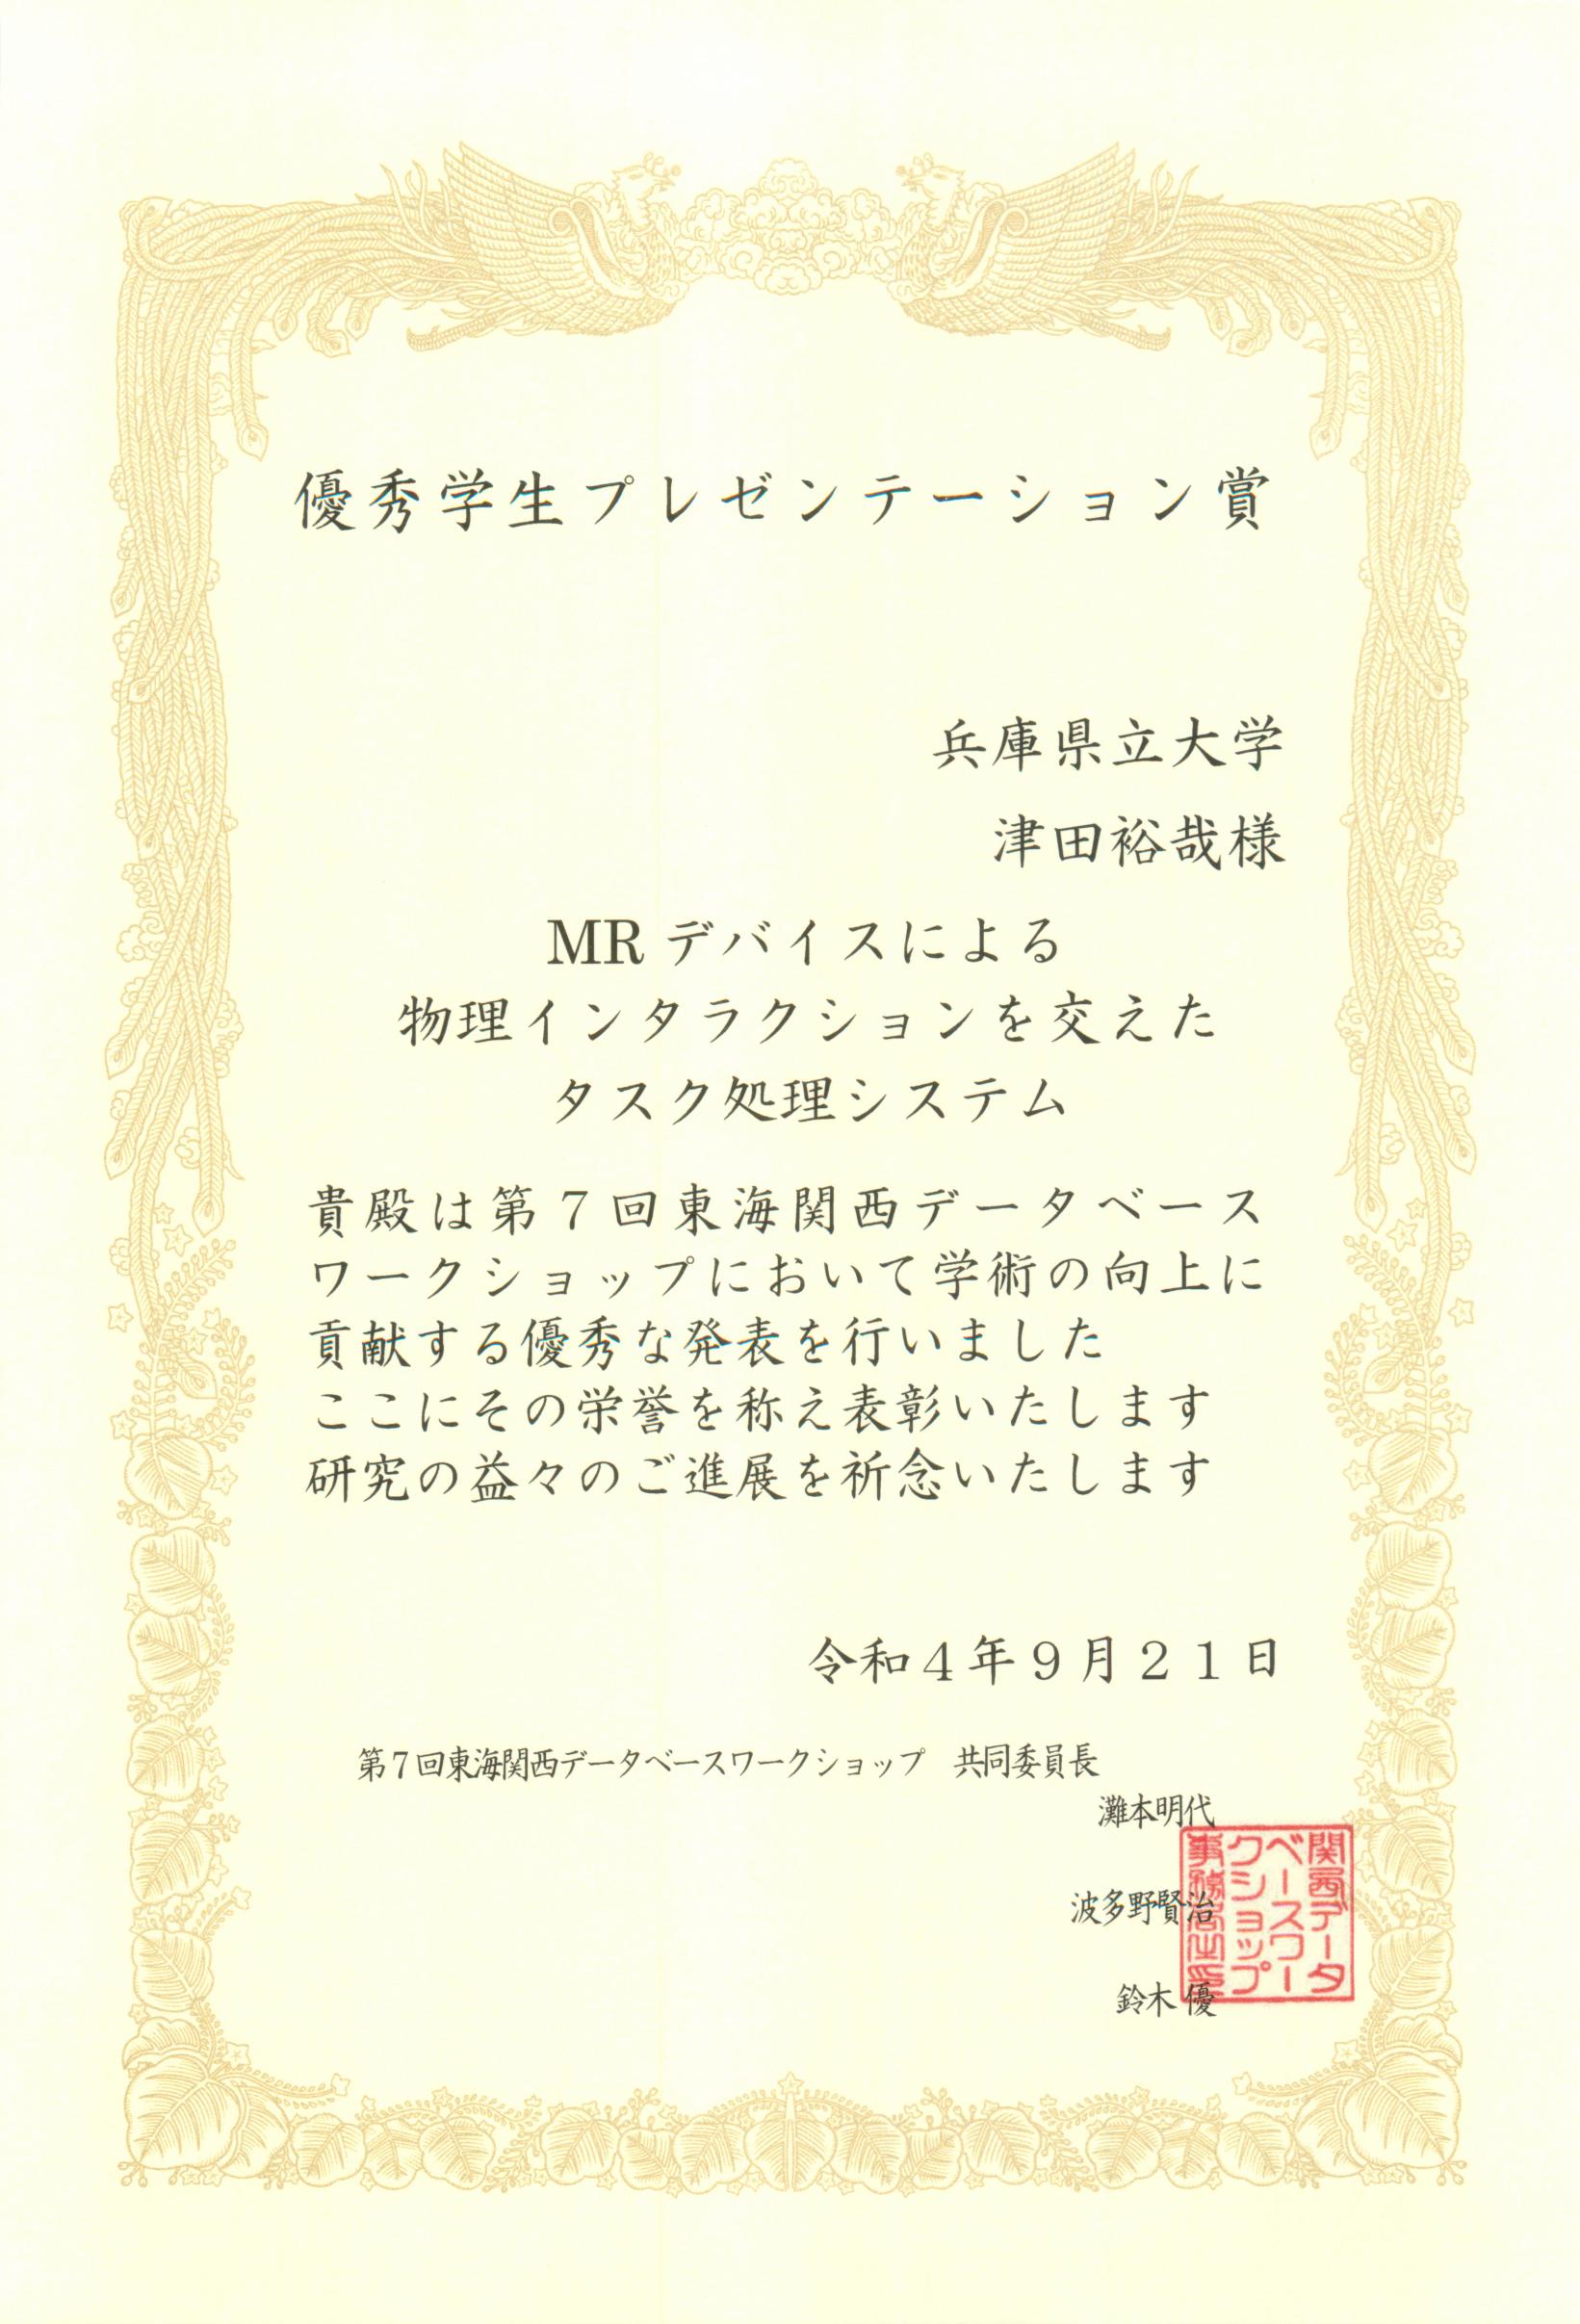 優秀学生プレゼンテーション賞
兵庫県立大学
津田裕哉様
MRデバイスによる
物理インタラクションを交えた
タスク処理システム
貴殿は第7回東海関西データベース
ワークショップにおいて学術の向上に
貢献する優秀な発表を行いました
ここにその栄誉を称え表彰いたします
研究の益々のご進展を祈念いたします
令和4年9月21日
第7回東海関西データベースワークショップ　共同委員長
灘本明代
波多野賢治
鈴木 優
関西データ
ベースワー
クショップ
事務局之印